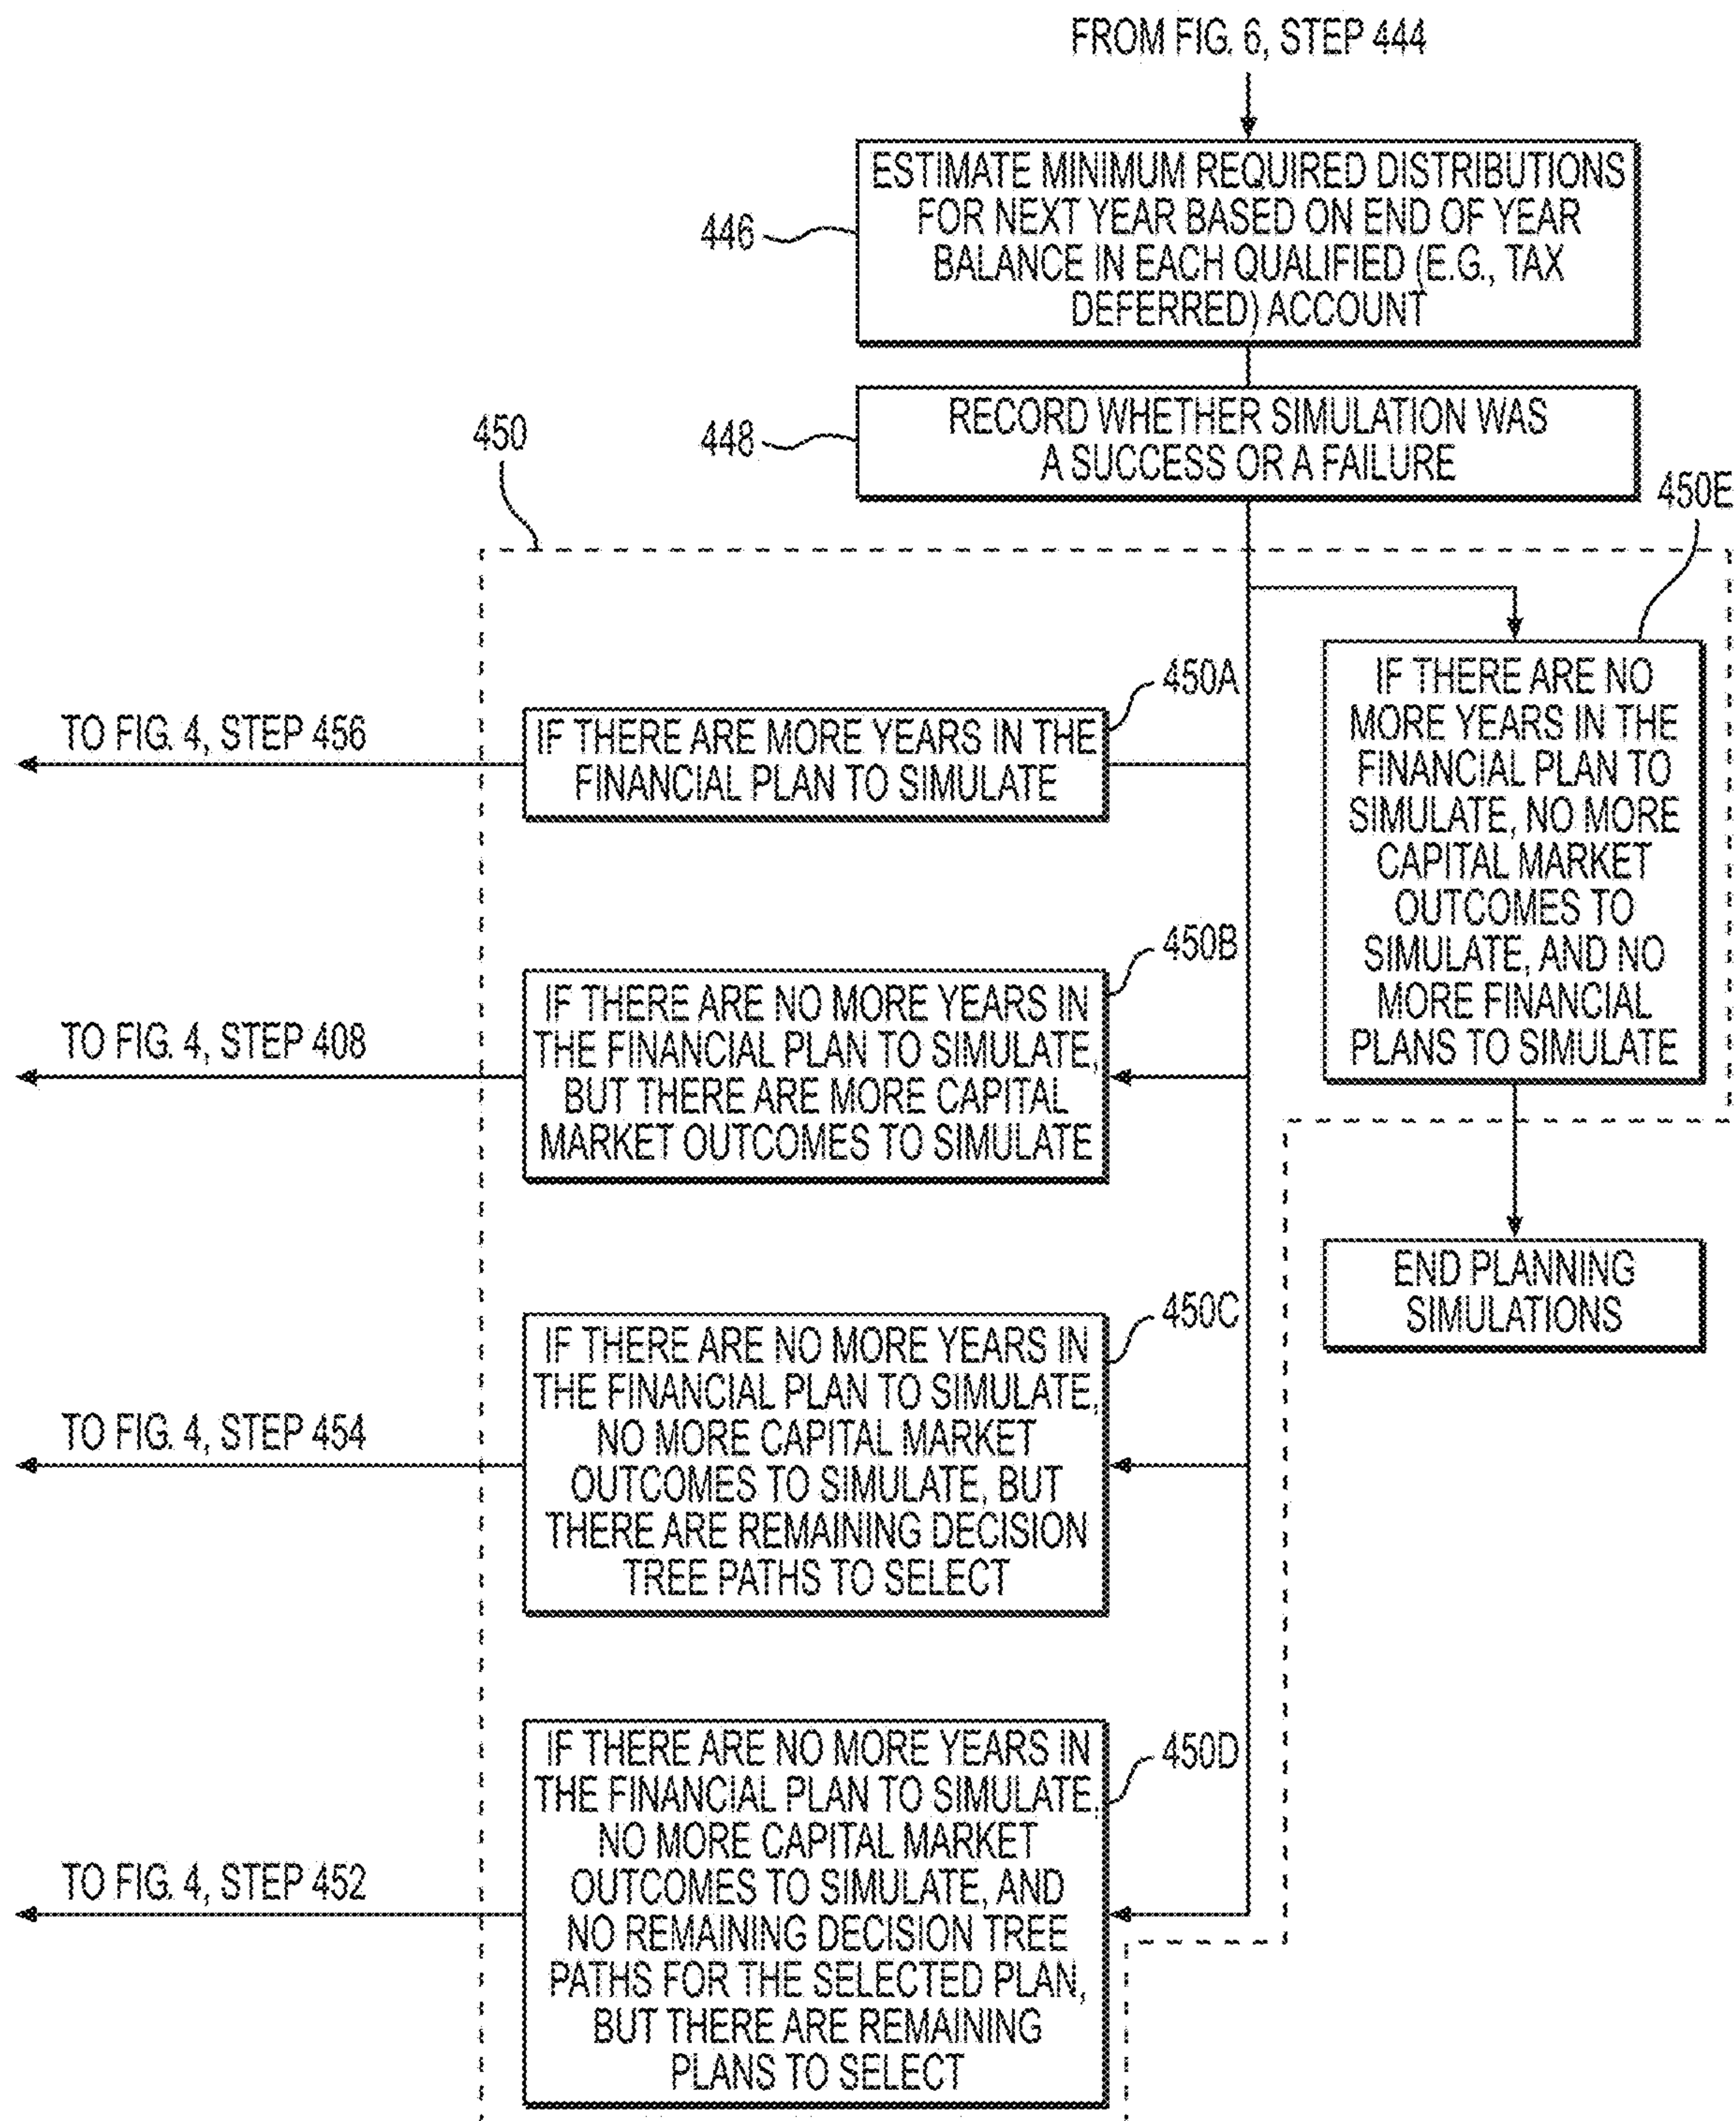 FROM FIG. 6, STEP 444
ESTIMATE MINIMUM REQUIRED DISTRIBUTIONS
FOR NEXT YEAR BASED ON END OF YEAR
BALANCE IN EACH QUALIFIED (E.G., TAX
DEFERRED) ACCOUNT
446
RECORD WHETHER SIMULATION WAS
A SUCCESS OR A FAILURE
448
450
450E
IF THERE ARE NO
MORE YEARS IN THE
FINANCIAL PLAN TO
SIMULATE, NO MORE
CAPITAL MARKET
OUTCOMES TO
SIMULATE, AND NO
MORE FINANCIAL
PLANS TO SIMULATE
END PLANNING
SIMULATIONS
450A
IF THERE ARE MORE YEARS IN THE
FINANCIAL PLAN TO SIMULATE
TO FIG. 4, STEP 456
450B
IF THERE ARE NO MORE YEARS IN
THE FINANCIAL PLAN TO SIMULATE,
BUT THERE ARE MORE CAPITAL
MARKET OUTCOMES TO SIMULATE
TO FIG. 4, STEP 408
450C
IF THERE ARE NO MORE YEARS IN
THE FINANCIAL PLAN TO SIMULATE,
NO MORE CAPITAL MARKET
OUTCOMES TO SIMULATE, BUT
THERE ARE REMAINING DECISION
TREE PATHS TO SELECT
TO FIG. 4, STEP 454
450D
IF THERE ARE NO MORE YEARS IN
THE FINANCIAL PLAN TO SIMULATE,
NO MORE CAPITAL MARKET
OUTCOMES TO SIMULATE, AND
NO REMAINING DECISION TREE
PATHS FOR THE SELECTED PLAN,
BUT THERE ARE REMAINING
PLANS TO SELECT
TO FIG. 4, STEP 452